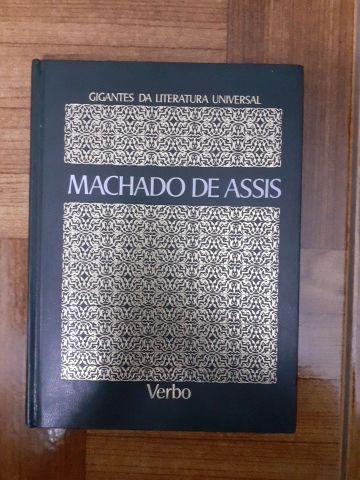 GIGANTES DA LITERATURA UNIVERSAL
MACHADO DE ASSIS
Verbo